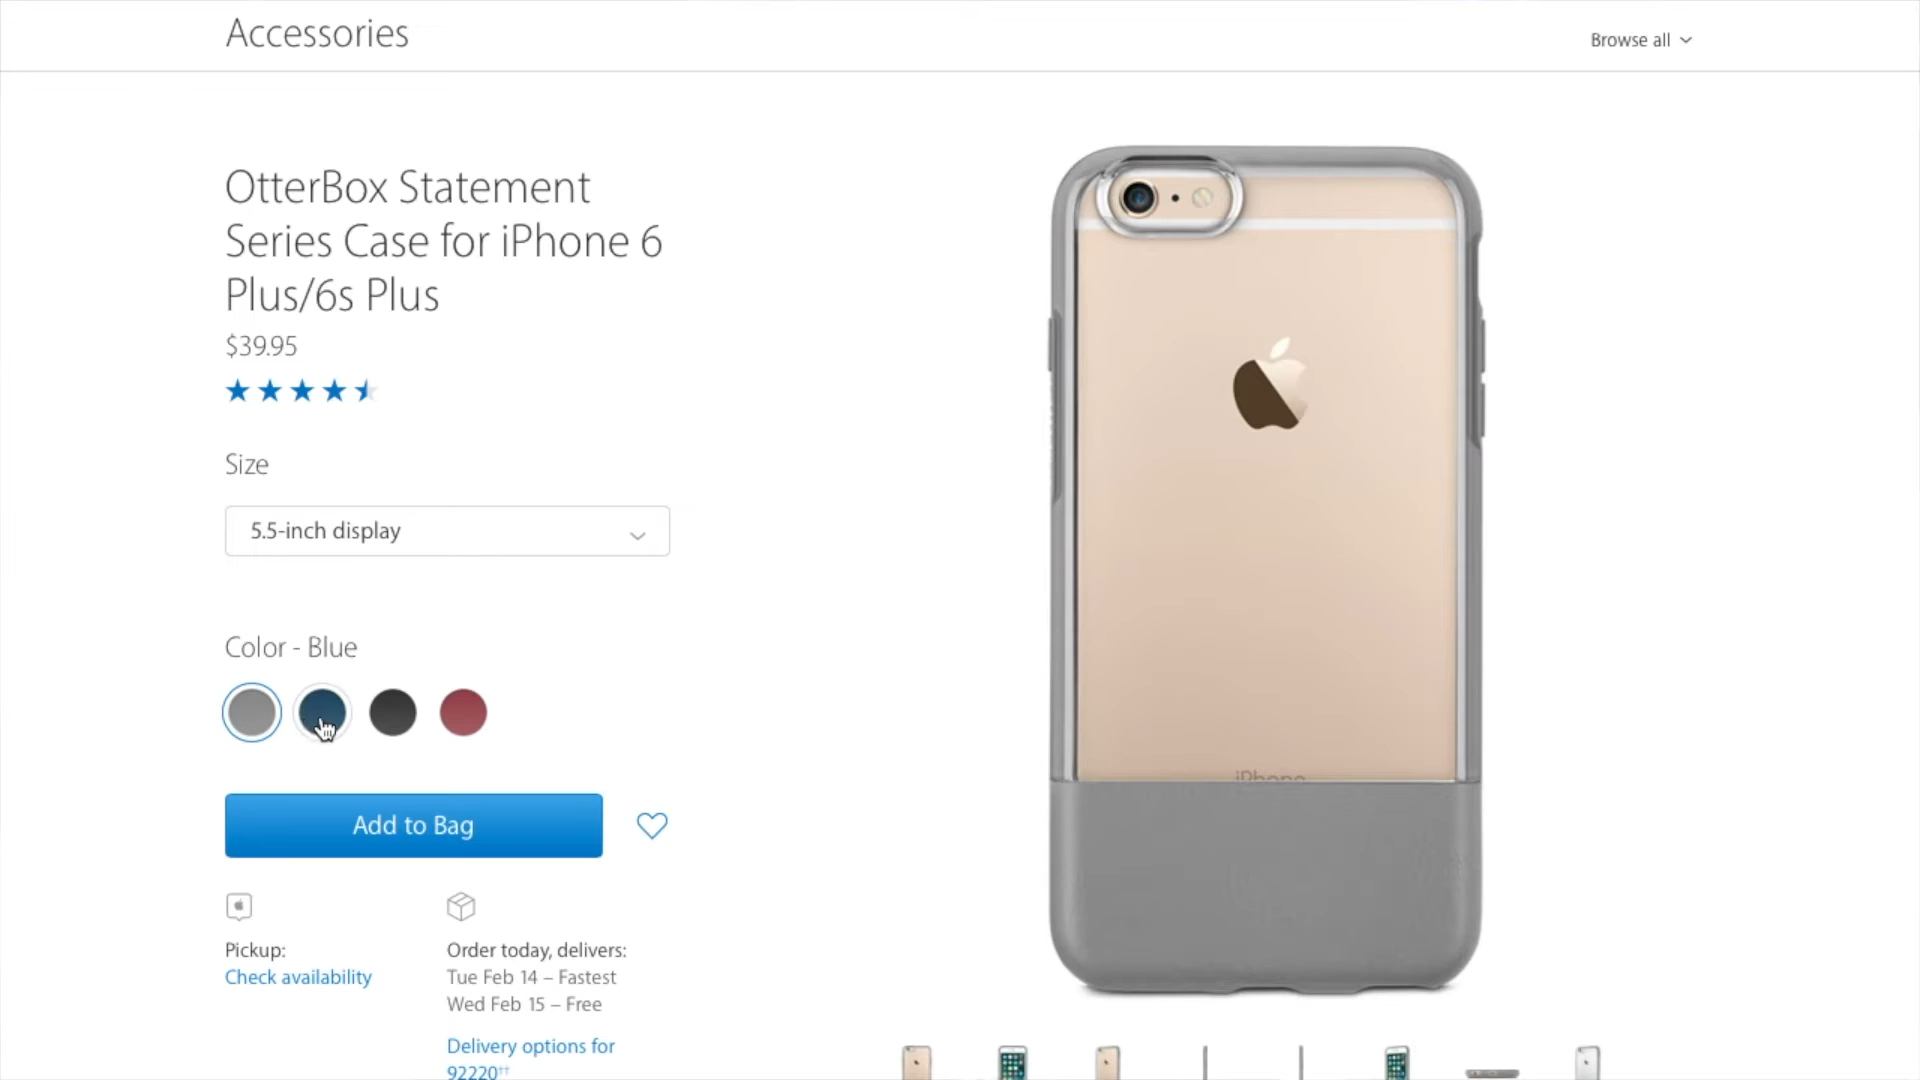 Accessories
Browse all
OtterBox Statement
Series Case for iPhone 6
Plus/6s Plus
$39.95
Size
5.5-inch display
Color - Blue
Add to Bag
Pickup:
Check availability
Order today, delivers:
Tue Feb 14 – Fastest
Wed Feb 15 – Free
Delivery options for
92220††
iPhone